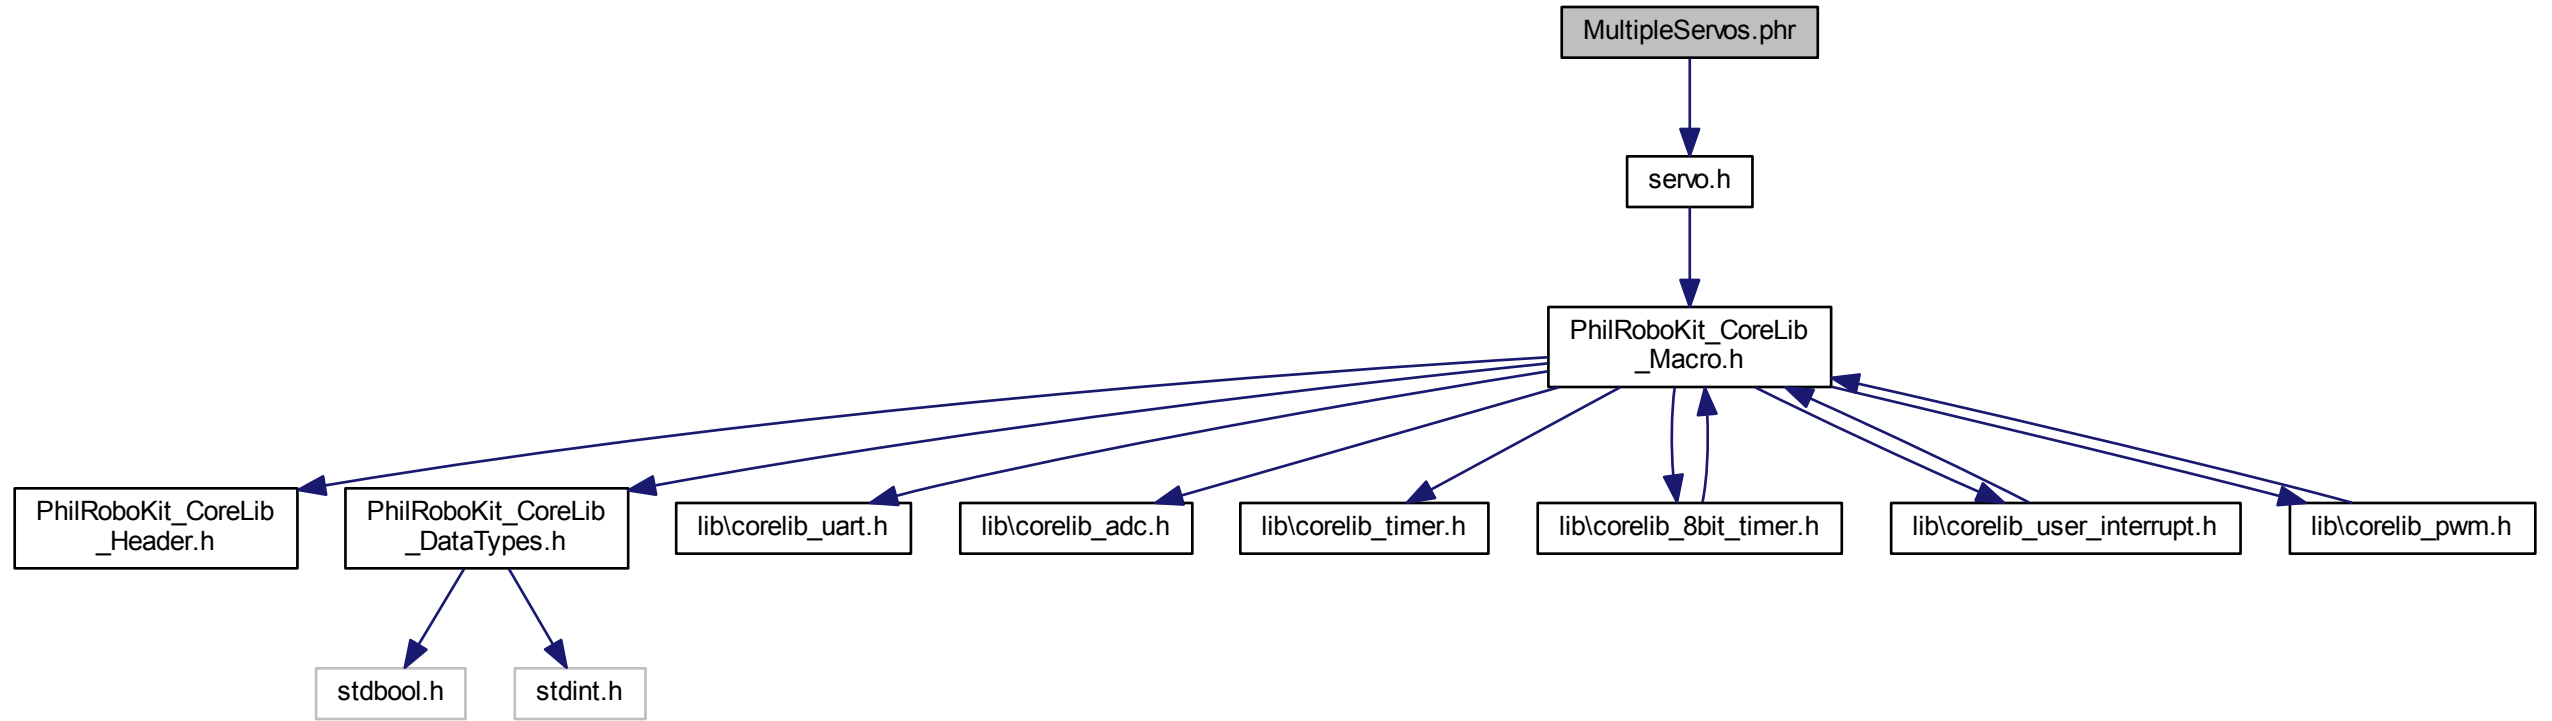 MultipleServos.phr
servo.h
PhilRoboKit_CoreLib
_Macro.h
PhilRoboKit_CoreLib
_Header.h
PhilRoboKit_CoreLib
_DataTypes.h
lib\corelib_uart.h
lib\corelib_adc.h
lib\corelib_timer.h
lib\corelib_8bit_timer.h
lib\corelib_user_interrupt.h
lib\corelib_pwm.h
stdbool.h
stdint.h